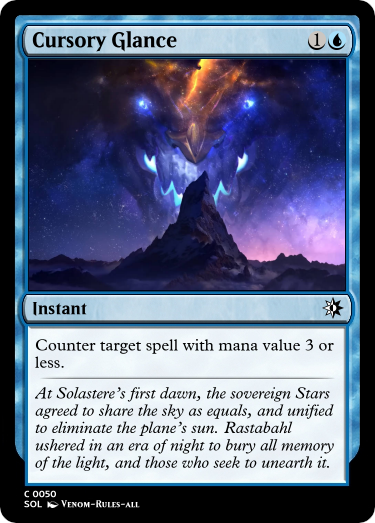 Cursory Glance 1
Instant
Counter target spell with mana value 3 or
less.
At Solastere's first dawn, the sovereign Stars
agreed to share the sky as equals, and unified
to eliminate the plane's sun. Rastabahl
ushered in an era of night to bury all memory
of the light, and those who seek to unearth it.
C 0050
SOL Venom-Rules-all